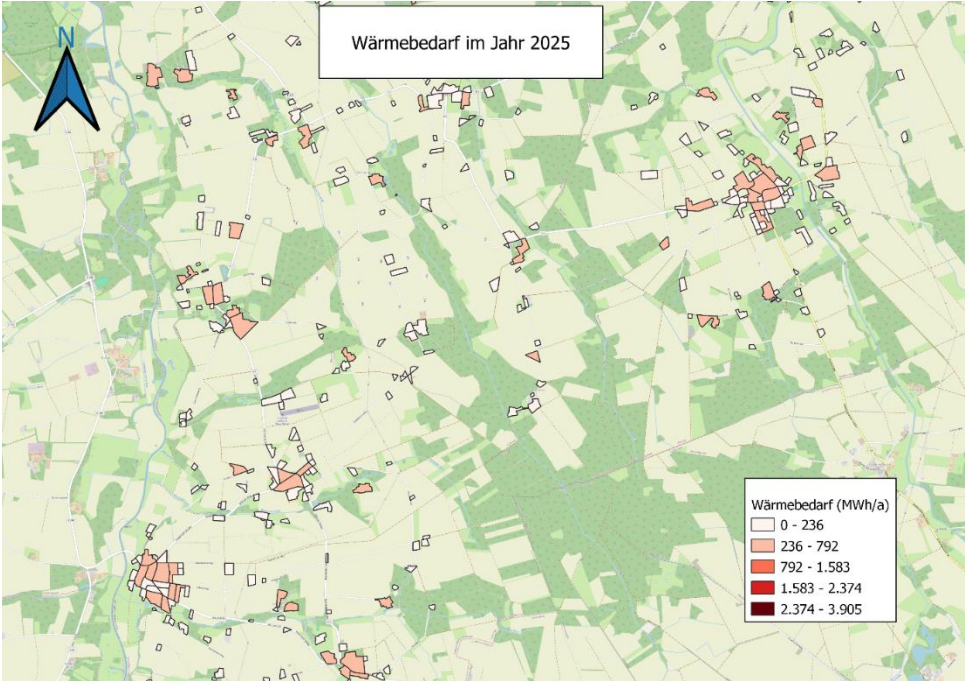 N
Wärmebedarf im Jahr 2025
Wärmebedarf (MWh/a)
0 - 236
236 - 792
792 - 1.583
1.583 - 2.374
2.374 - 3.905